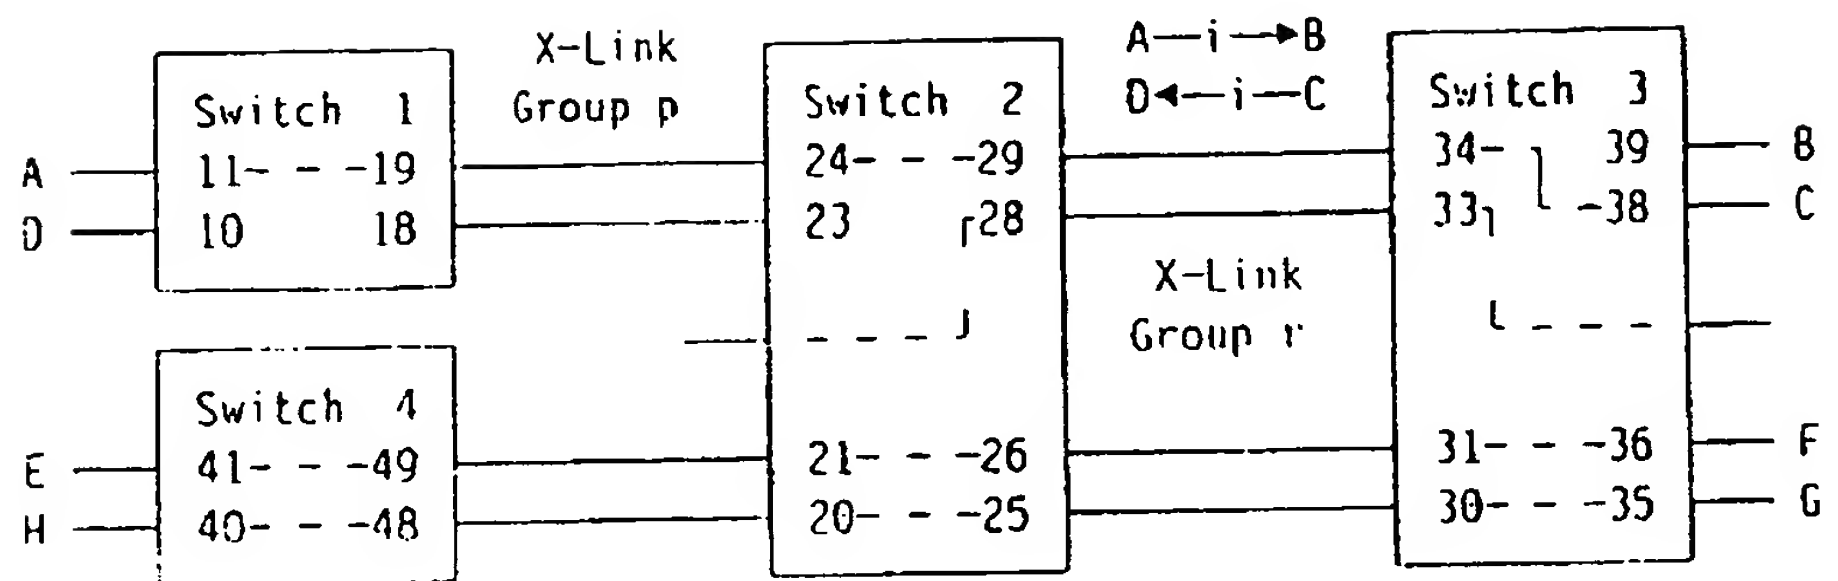 X-Link
Group p
A—i→B
D←i—C
Switch 1
11- - -19
10 18
Switch 2
24- - -29
23 ┌28
- - - ┘
21- - -26
20- - -25
Switch 3
34- ┐ 39
33┐ └ -38
└ - - -
31- - -36
30- - -35
X-Link
Group r
Switch 4
41- - -49
40- - -48
A
D
E
H
B
C
F
G